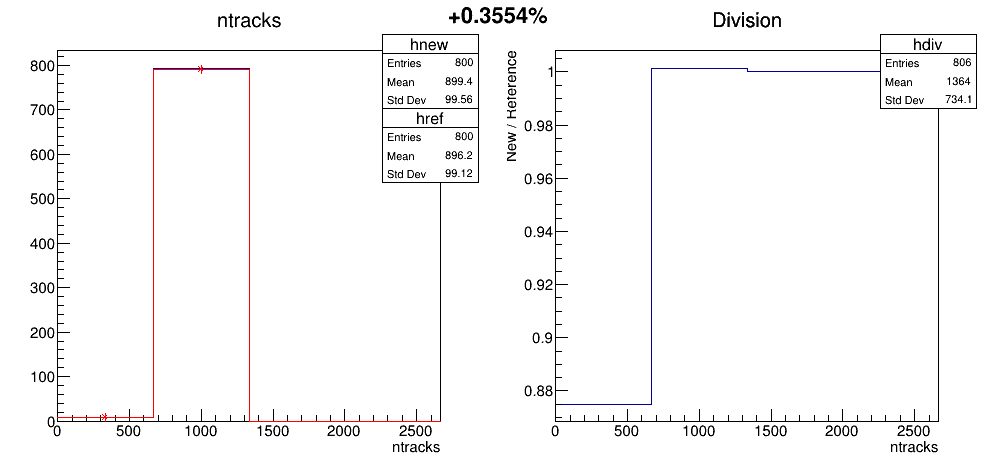 +0.3554%
ntracks
hnew
Entries 800
Mean 899.4
Std Dev 99.56
href
Entries 800
Mean 896.2
Std Dev 99.12
800
700
600
500
400
300
200
100
0
0 500 1000 1500 2000 2500
ntracks
Division
hdiv
Entries 806
Mean 1364
Std Dev 734.1
New / Reference
1
0.98
0.96
0.94
0.92
0.9
0.88
0 500 1000 1500 2000 2500
ntracks